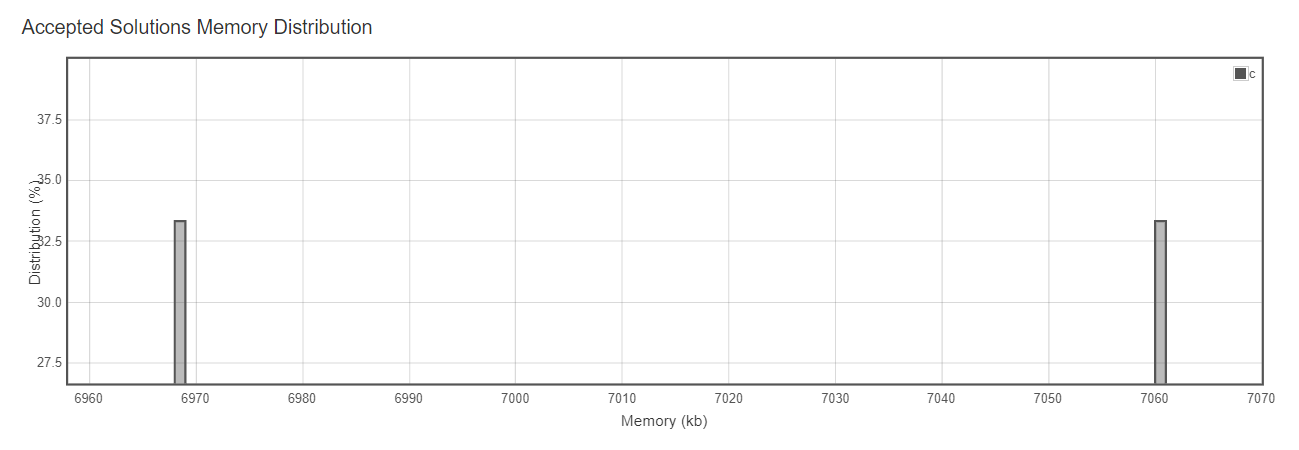 Accepted Solutions Memory Distribution
c
37.5
35.0
32.5
30.0
27.5
Distribution (%)
6960 6970 6980 6990 7000 7010 7020 7030 7040 7050 7060 7070
Memory (kb)